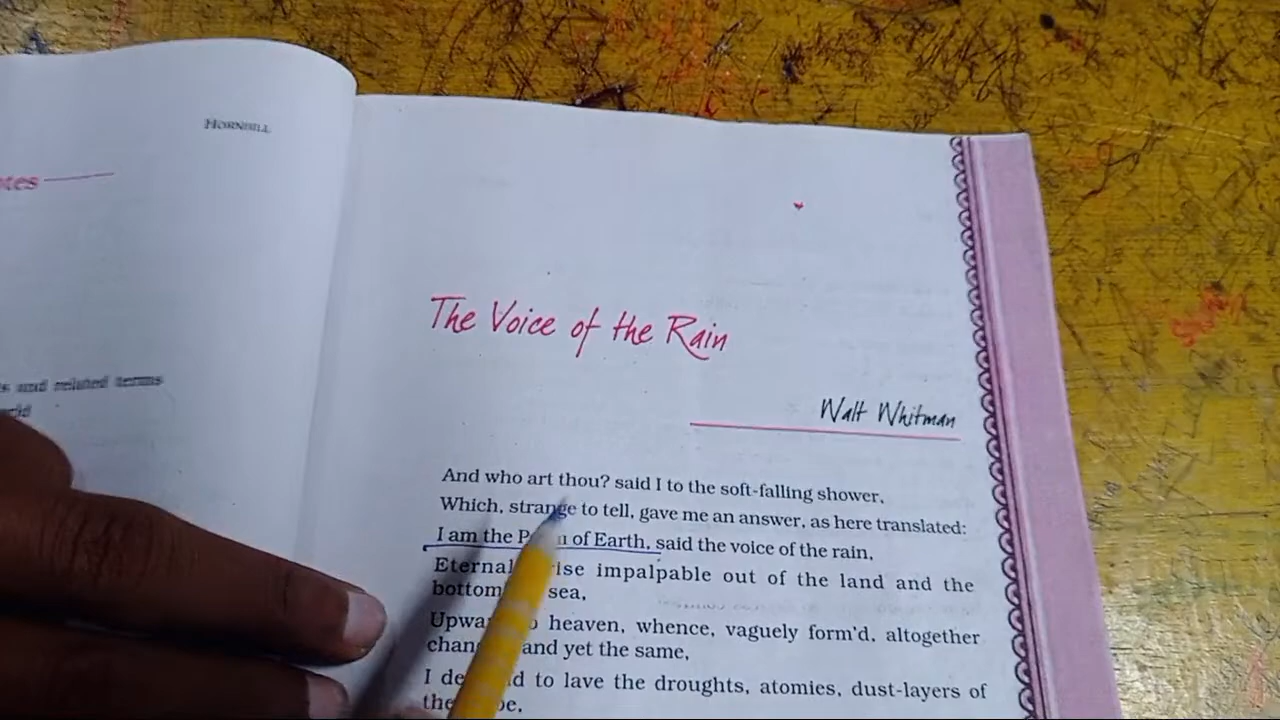 HORNBILL
and related terms
The Voice of the Rain
Walt Whitman
And who art thou? said I to the soft-falling shower,
Which, strange to tell, gave me an answer, as here translated:
I am the of Earth, said the voice of the rain,
impalpable out of the land and the
bottom sea,
heaven, whence, vaguely form'd, altogether
and yet the same,
I to lave the droughts, atomies, dust-layers of